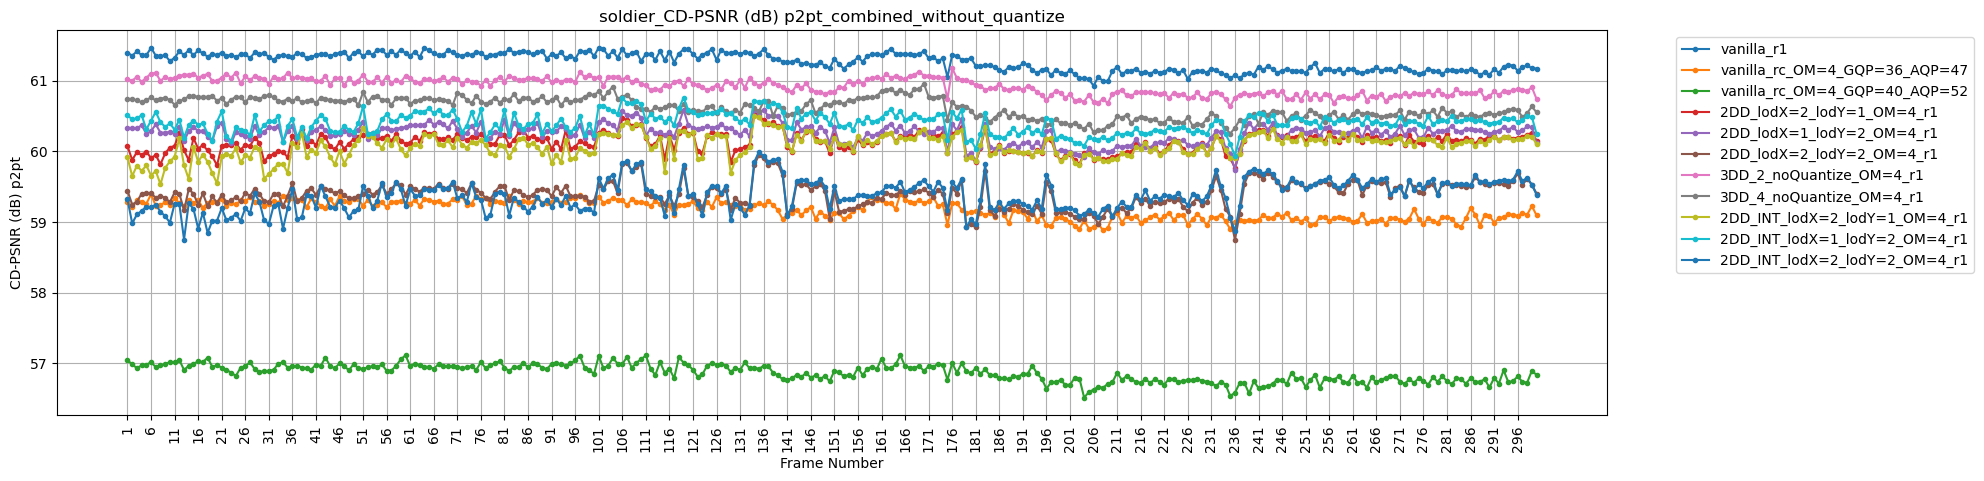 soldier_CD-PSNR (dB) p2pt_combined_without_quantize
CD-PSNR (dB) p2pt
61
60
59
58
57
1 6 11 16 21 26 31 36 41 46 51 56 61 66 71 76 81 86 91 96 101 106 111 116 121 126 131 136 141 146 151 156 161 166 171 176 181 186 191 196 201 206 211 216 221 226 231 236 241 246 251 256 261 266 271 276 281 286 291 296
Frame Number
vanilla_r1
vanilla_rc_OM=4_GQP=36_AQP=47
vanilla_rc_OM=4_GQP=40_AQP=52
2DD_lodX=2_lodY=1_OM=4_r1
2DD_lodX=1_lodY=2_OM=4_r1
2DD_lodX=2_lodY=2_OM=4_r1
3DD_2_noQuantize_OM=4_r1
3DD_4_noQuantize_OM=4_r1
2DD_INT_lodX=2_lodY=1_OM=4_r1
2DD_INT_lodX=1_lodY=2_OM=4_r1
2DD_INT_lodX=2_lodY=2_OM=4_r1